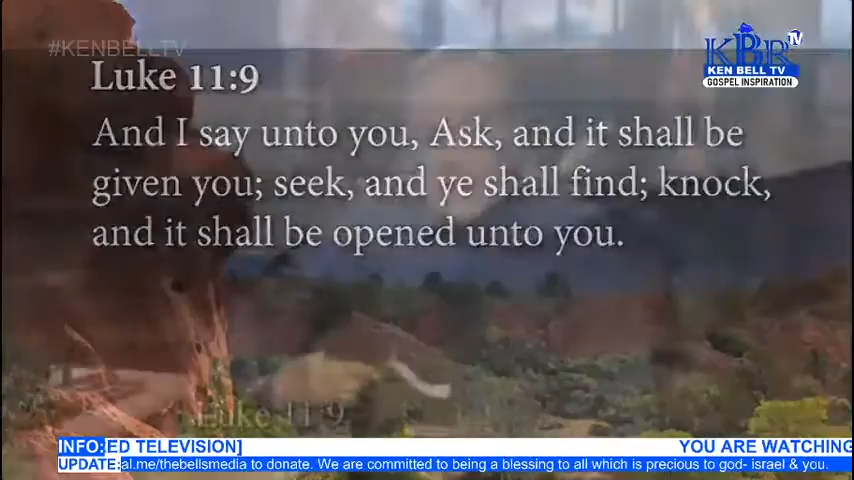 #KENBELLTV
KBR TV
KEN BELL TV
GOSPEL INSPIRATION
Luke 11:9
And I say unto you, Ask, and it shall be
given you; seek, and ye shall find; knock,
and it shall be opened unto you.
Luke 11:9
INFO:ED TELEVISION] YOU ARE WATCHING
UPDATE:al.me/thebellsmedia to donate. We are committed to being a blessing to all which is precious to god- israel & you.